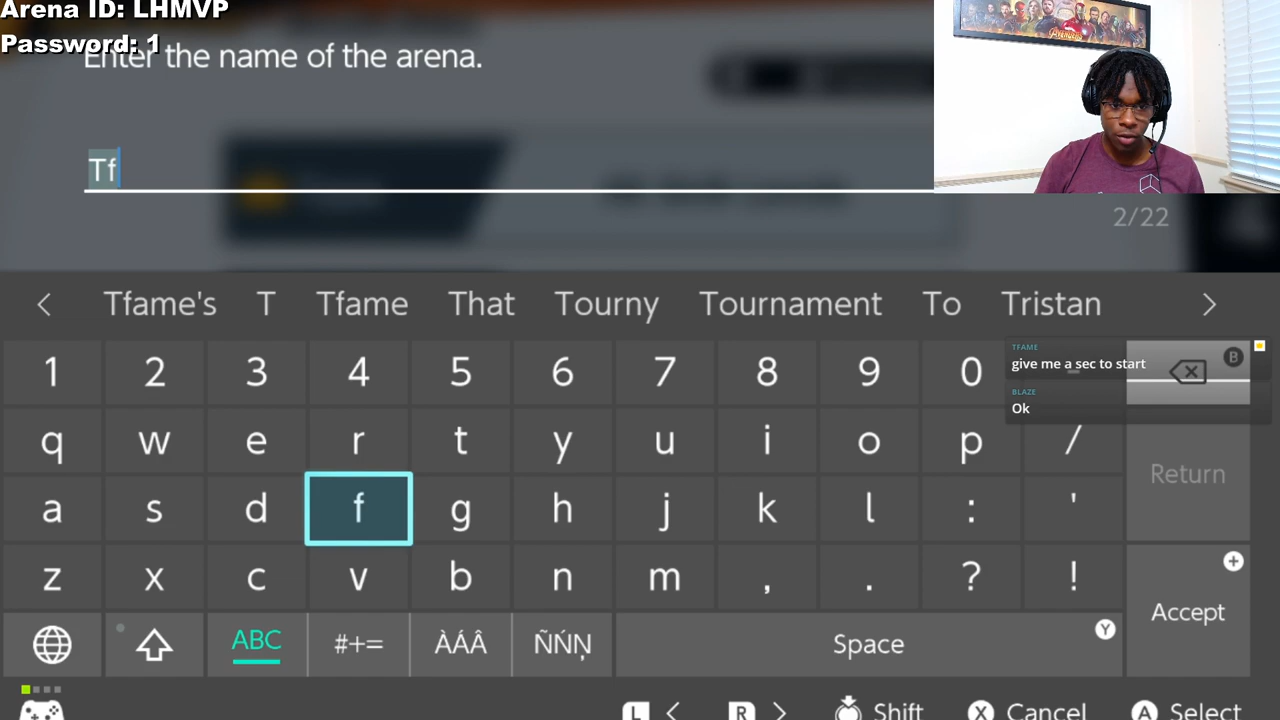 Arena ID: LHMVP
Password: 1
Enter the name of the arena.
AVENGERS
Tf
2/22
Tfame's T Tfame That Tourny Tournament To Tristan
TFAME
give me a sec to start
BLAZE
Ok
1 2 3 4 5 6 7 8 9 0 - B
q w e r t y u i o p / Return
a s d f g h j k l : '
z x c v b n m , . ? ! + Accept
ABC #+= ÀÁÂ ÑŃŅ Space Y
L R Shift X Cancel A Select